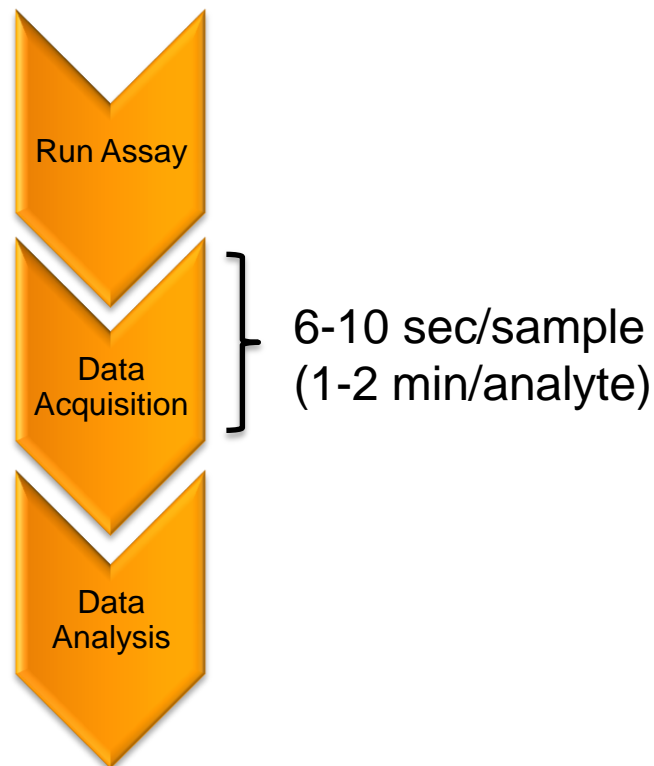 Run Assay
Data
Acquisition
6-10 sec/sample
(1-2 min/analyte)
Data
Analysis